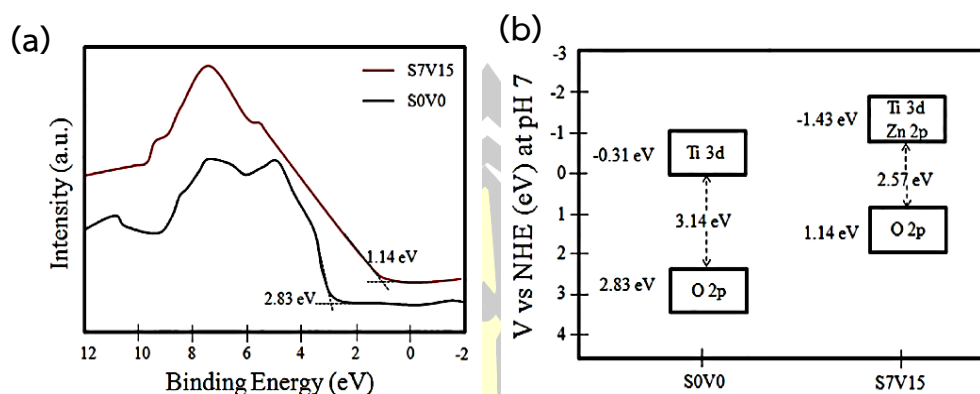 (a)
S7V15
S0V0
1.14 eV
2.83 eV
Intensity (a.u.)
12 10 8 6 4 2 0 -2
Binding Energy (eV)
(b)
V vs NHE (eV) at pH 7
-3
-2
-1
0
1
2
3
4
-0.31 eV
Ti 3d
3.14 eV
2.83 eV
O 2p
-1.43 eV
Ti 3d
Zn 2p
2.57 eV
1.14 eV
O 2p
S0V0 S7V15